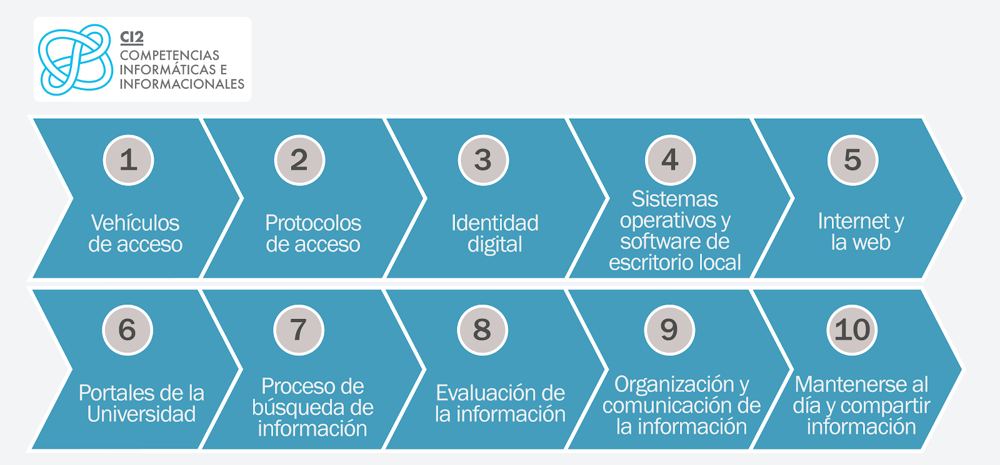 CI2
COMPETENCIAS
INFORMÁTICAS E
INFORMACIONALES
1
Vehículos
de acceso
2
Protocolos
de acceso
3
Identidad
digital
4
Sistemas
operativos y
software de
escritorio local
5
Internet y
la web
6
Portales de la
Universidad
7
Proceso de
búsqueda de
información
8
Evaluación de
la información
9
Organización y
comunicación de
la información
10
Mantenerse al
día y compartir
información